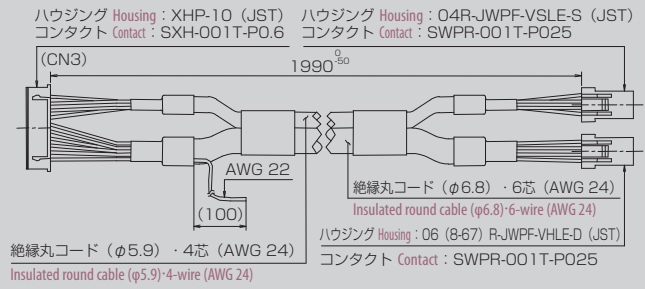 ハウジング Housing：XHP-10（JST）
コンタクト Contact：SXH-001T-P0.6
(CN3)
ハウジング Housing：04R-JWPF-VSLE-S（JST）
コンタクト Contact：SWPR-001T-P025
1990 0 -50
AWG 22
(100)
絶縁丸コード（φ6.8）・6芯（AWG 24）
Insulated round cable (φ6.8)·6-wire (AWG 24)
絶縁丸コード（φ5.9）・4芯（AWG 24）
Insulated round cable (φ5.9)·4-wire (AWG 24)
ハウジング Housing：06（8-67）R-JWPF-VHLE-D（JST）
コンタクト Contact：SWPR-001T-P025